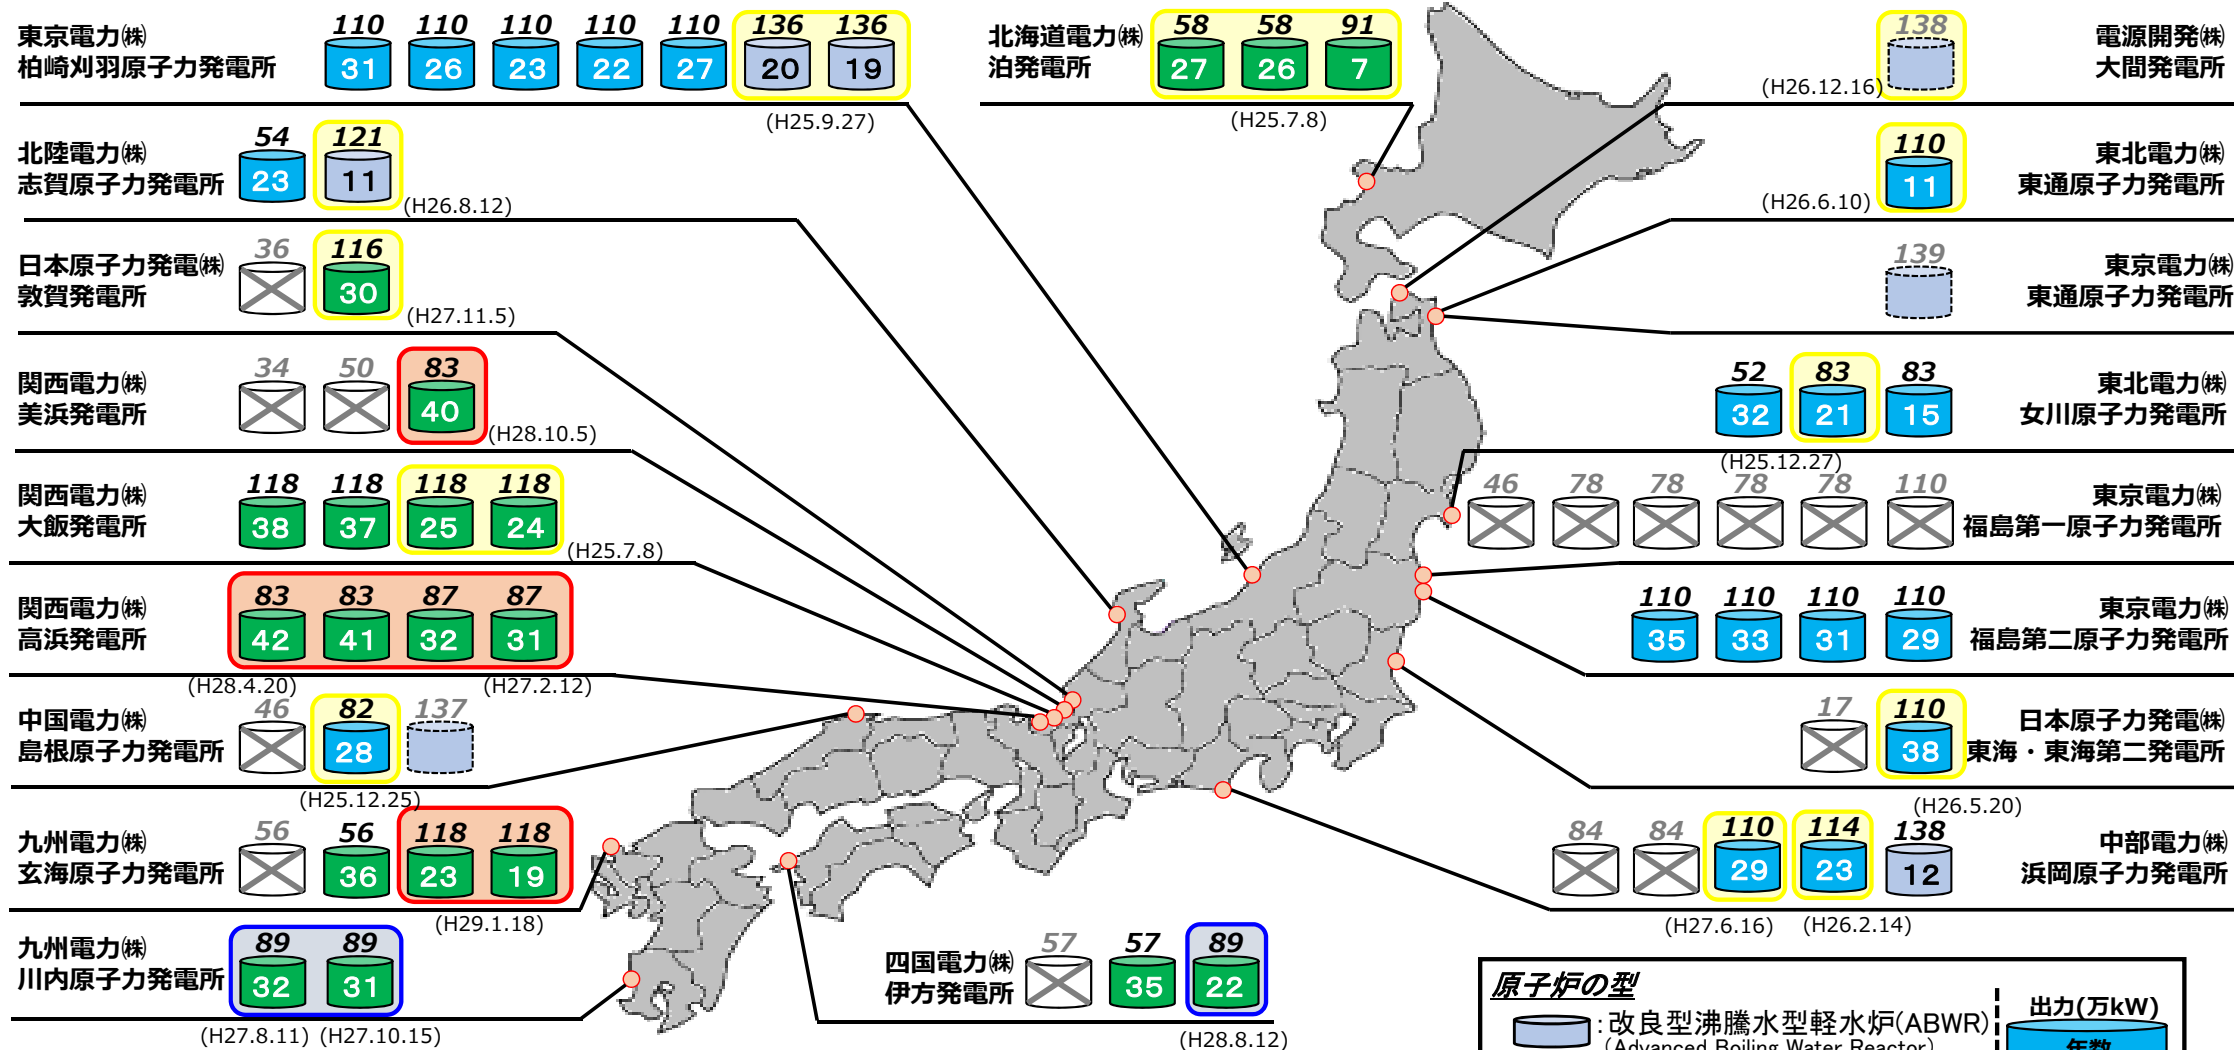 東京電力㈱
柏崎刈羽原子力発電所
110 110 110 110 110 136 136
31 26 23 22 27 20 19
(H25.9.27)
北陸電力㈱
志賀原子力発電所
54 121
23 11
(H26.8.12)
日本原子力発電㈱
敦賀発電所
36 116
30
(H27.11.5)
関西電力㈱
美浜発電所
34 50 83
40
(H28.10.5)
関西電力㈱
大飯発電所
118 118 118 118
38 37 25 24
(H25.7.8)
関西電力㈱
高浜発電所
83 83 87 87
42 41 32 31
(H28.4.20) (H27.2.12)
中国電力㈱
島根原子力発電所
46 82 137
28
(H25.12.25)
九州電力㈱
玄海原子力発電所
56 56 118 118
36 23 19
(H29.1.18)
九州電力㈱
川内原子力発電所
89 89
32 31
(H27.8.11) (H27.10.15)
北海道電力㈱
泊発電所
58 58 91
27 26 7
(H25.7.8)
四国電力㈱
伊方発電所
57 57 89
35 22
(H28.8.12)
138
電源開発㈱
大間発電所
(H26.12.16)
110
11
東北電力㈱
東通原子力発電所
(H26.6.10)
139
東京電力㈱
東通原子力発電所
52 83 83
32 21 15
東北電力㈱
女川原子力発電所
(H25.12.27)
46 78 78 78 78 110
東京電力㈱
福島第一原子力発電所
110 110 110 110
35 33 31 29
東京電力㈱
福島第二原子力発電所
17 110
38
日本原子力発電㈱
東海・東海第二発電所
(H26.5.20)
84 84 110 114 138
29 23 12
中部電力㈱
浜岡原子力発電所
(H27.6.16) (H26.2.14)
原子炉の型
:改良型沸騰水型軽水炉(ABWR)
(Advanced Boiling Water Reactor)
出力(万kW)
年数